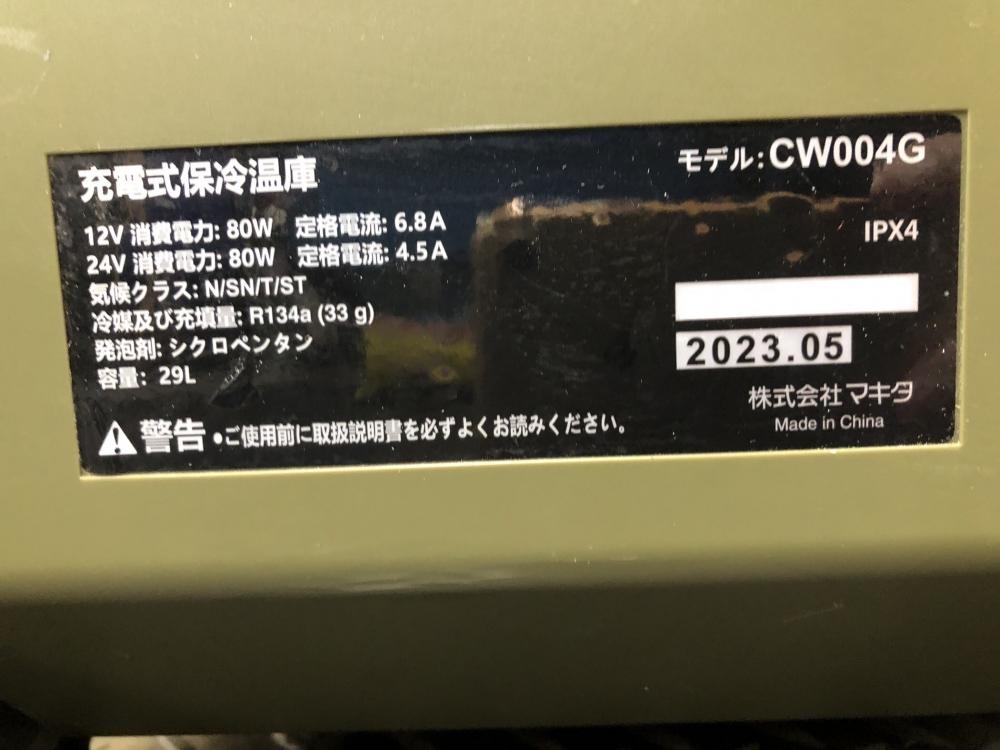 充電式保冷温庫
モデル:CW004G
12V 消費電力: 80W 定格電流: 6.8A
24V 消費電力: 80W 定格電流: 4.5A
気候クラス: N/SN/T/ST
冷媒及び充填量: R134a (33 g)
発泡剤: シクロペンタン
容量: 29L
IPX4
2023.05
株式会社マキタ
Made in China
警告 •ご使用前に取扱説明書を必ずよくお読みください。